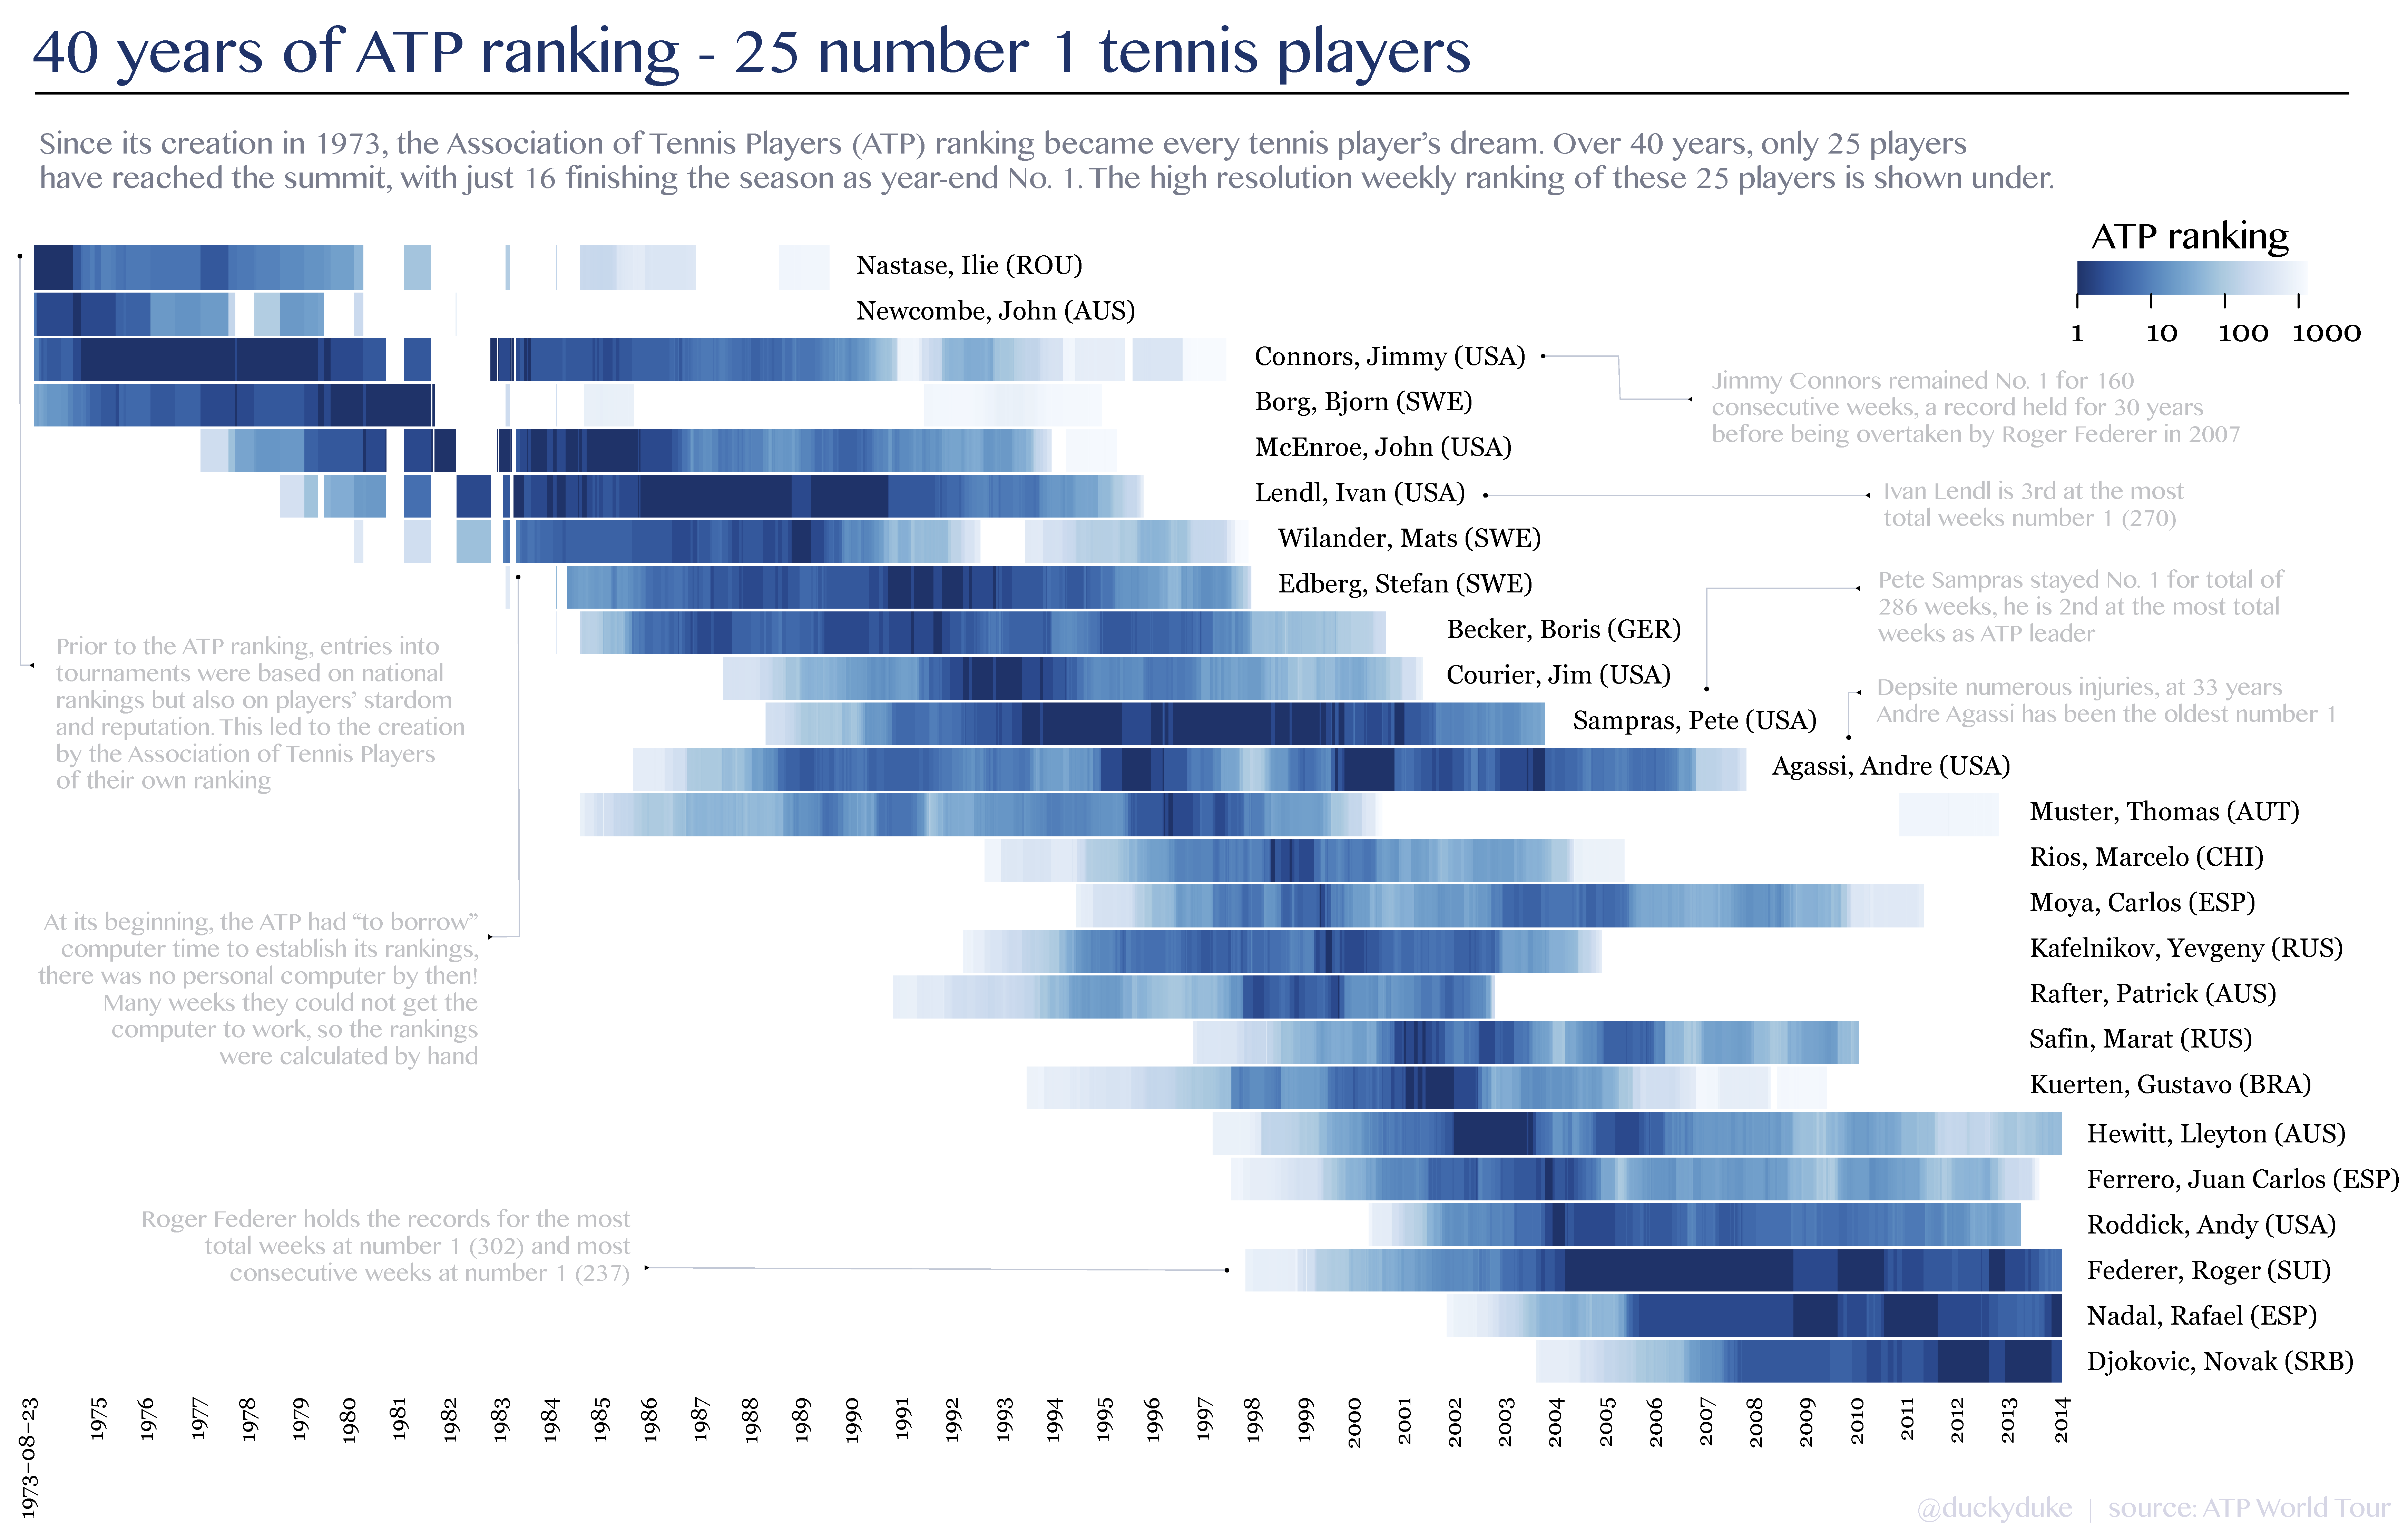 40 years of ATP ranking - 25 number 1 tennis players
Since its creation in 1973, the Association of Tennis Players (ATP) ranking became every tennis player's dream. Over 40 years, only 25 players
have reached the summit, with just 16 finishing the season as year-end No. 1. The high resolution weekly ranking of these 25 players is shown under.
ATP ranking
1 10 100 1000
Nastase, Ilie (ROU)
Newcombe, John (AUS)
Connors, Jimmy (USA)
Jimmy Connors remained No. 1 for 160
consecutive weeks, a record held for 30 years
before being overtaken by Roger Federer in 2007
Borg, Bjorn (SWE)
McEnroe, John (USA)
Lendl, Ivan (USA)
Ivan Lendl is 3rd at the most
total weeks number 1 (270)
Wilander, Mats (SWE)
Edberg, Stefan (SWE)
Pete Sampras stayed No. 1 for total of
286 weeks, he is 2nd at the most total
weeks as ATP leader
Becker, Boris (GER)
Courier, Jim (USA)
Prior to the ATP ranking, entries into
tournaments were based on national
rankings but also on players' stardom
and reputation. This led to the creation
by the Association of Tennis Players
of their own ranking
Depsite numerous injuries, at 33 years
Andre Agassi has been the oldest number 1
Sampras, Pete (USA)
Agassi, Andre (USA)
Muster, Thomas (AUT)
Rios, Marcelo (CHI)
Moya, Carlos (ESP)
At its beginning, the ATP had “to borrow”
computer time to establish its rankings,
there was no personal computer by then!
Many weeks they could not get the
computer to work, so the rankings
were calculated by hand
Kafelnikov, Yevgeny (RUS)
Rafter, Patrick (AUS)
Safin, Marat (RUS)
Kuerten, Gustavo (BRA)
Hewitt, Lleyton (AUS)
Ferrero, Juan Carlos (ESP)
Roddick, Andy (USA)
Roger Federer holds the records for the most
total weeks at number 1 (302) and most
consecutive weeks at number 1 (237)
Federer, Roger (SUI)
Nadal, Rafael (ESP)
Djokovic, Novak (SRB)
1973-08-23
1975
1976
1977
1978
1979
1980
1981
1982
1983
1984
1985
1986
1987
1988
1989
1990
1991
1992
1993
1994
1995
1996
1997
1998
1999
2000
2001
2002
2003
2004
2005
2006
2007
2008
2009
2010
2011
2012
2013
2014
@duckyduke | source: ATP World Tour